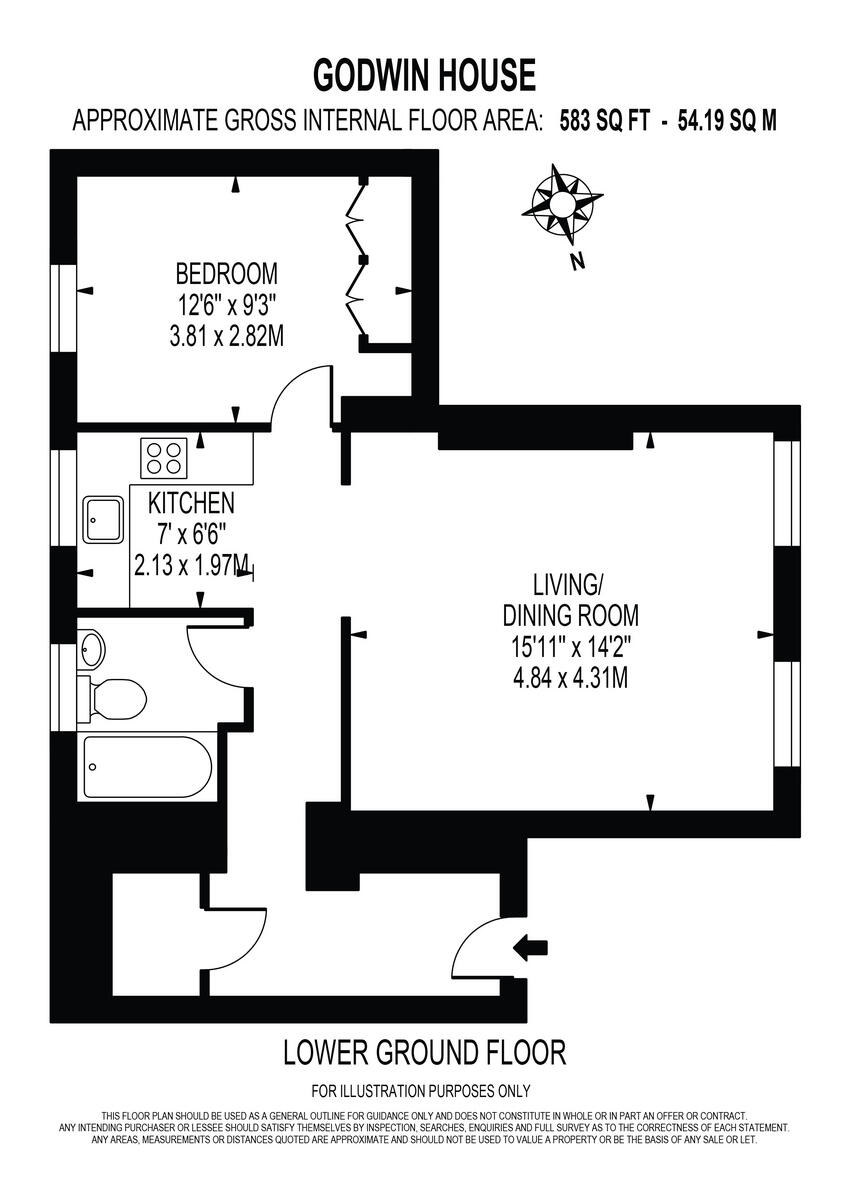 GODWIN HOUSE
APPROXIMATE GROSS INTERNAL FLOOR AREA: 583 SQ FT - 54.19 SQ M
N
BEDROOM
12'6" x 9'3"
3.81 x 2.82M
KITCHEN
7' x 6'6"
2.13 x 1.97M
LIVING/
DINING ROOM
15'11" x 14'2"
4.84 x 4.31M
LOWER GROUND FLOOR
FOR ILLUSTRATION PURPOSES ONLY
THIS FLOOR PLAN SHOULD BE USED AS A GENERAL OUTLINE FOR GUIDANCE ONLY AND DOES NOT CONSTITUTE IN WHOLE OR IN PART AN OFFER OR CONTRACT.
ANY INTENDING PURCHASER OR LESSEE SHOULD SATISFY THEMSELVES BY INSPECTION, SEARCHES, ENQUIRIES AND FULL SURVEY AS TO THE CORRECTNESS OF EACH STATEMENT.
ANY AREAS, MEASUREMENTS OR DISTANCES QUOTED ARE APPROXIMATE AND SHOULD NOT BE USED TO VALUE A PROPERTY OR BE THE BASIS OF ANY SALE OR LET.